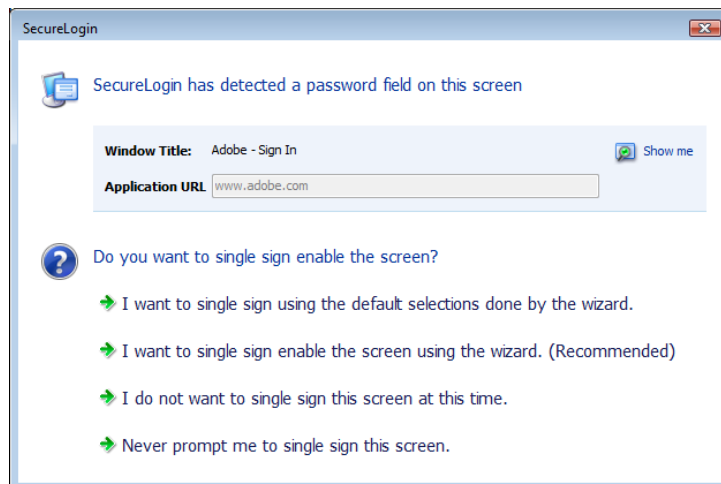 SecureLogin
SecureLogin has detected a password field on this screen
Window Title: Adobe - Sign In
Show me
Application URL www.adobe.com
Do you want to single sign enable the screen?
I want to single sign using the default selections done by the wizard.
I want to single sign enable the screen using the wizard. (Recommended)
I do not want to single sign this screen at this time.
Never prompt me to single sign this screen.